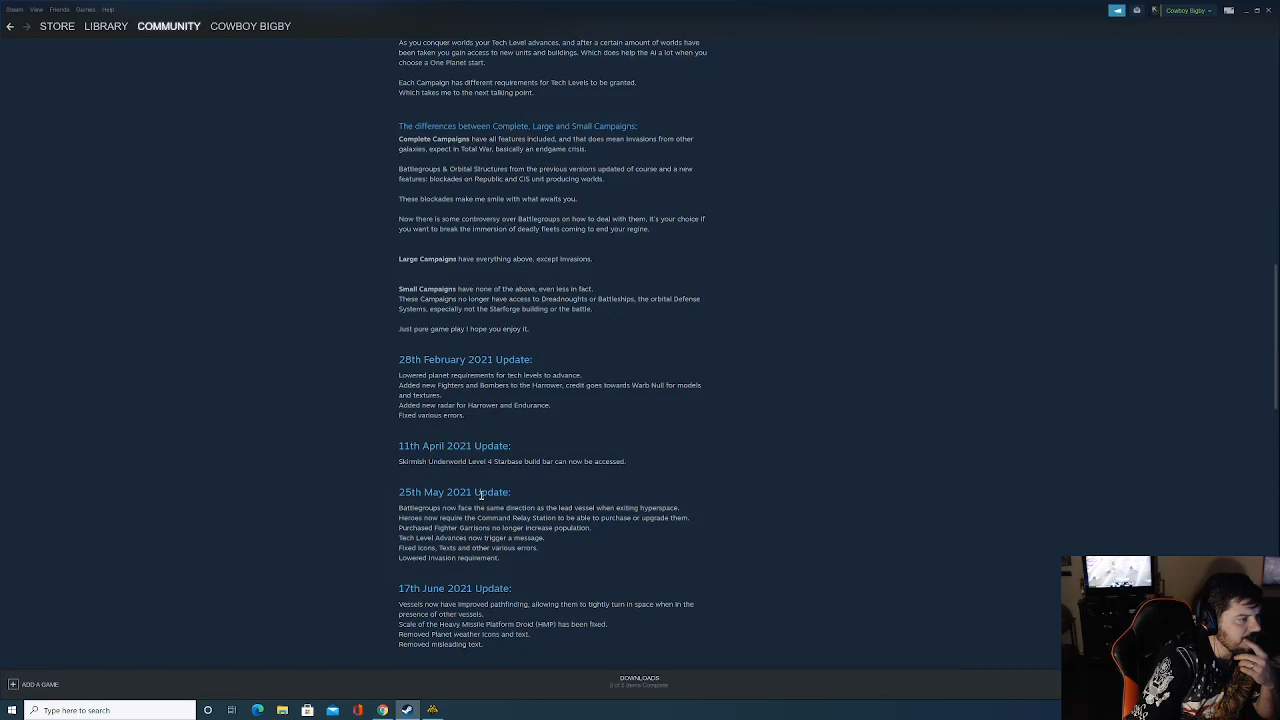 Steam View Friends Games Help
Cowboy Bigby
STORE LIBRARY COMMUNITY COWBOY BIGBY
As you conquer worlds your Tech Level advances, and after a certain amount of worlds have
been taken you gain access to new units and buildings. Which does help the AI a lot when you
choose a One Planet start.
Each Campaign has different requirements for Tech Levels to be granted.
Which takes me to the next talking point.
The differences between Complete, Large and Small Campaigns:
Complete Campaigns have all features included, and that does mean Invasions from other
galaxies, expect in Total War, basically an endgame crisis.
Battlegroups & Orbital Structures from the previous versions updated of course and a new
features: blockades on Republic and CIS unit producing worlds.
These blockades make me smile with what awaits you.
Now there is some controversy over Battlegroups on how to deal with them, it's your choice if
you want to break the immersion of deadly fleets coming to end your regine.
Large Campaigns have everything above, except Invasions.
Small Campaigns have none of the above, even less in fact.
These Campaigns no longer have access to Dreadnoughts or Battleships, the orbital Defense
Systems, especially not the Starforge building or the battle.
Just pure game play I hope you enjoy it.
28th February 2021 Update:
Lowered planet requirements for tech levels to advance.
Added new Fighters and Bombers to the Harrower, credit goes towards Warb Null for models
and textures.
Added new radar for Harrower and Endurance.
Fixed various errors.
11th April 2021 Update:
Skirmish Underworld Level 4 Starbase build bar can now be accessed.
25th May 2021 Update:
Battlegroups now face the same direction as the lead vessel when exiting hyperspace.
Heroes now require the Command Relay Station to be able to purchase or upgrade them.
Purchased Fighter Garrisons no longer increase population.
Tech Level Advances now trigger a message.
Fixed Icons, Texts and other various errors.
Lowered Invasion requirement.
17th June 2021 Update:
Vessels now have improved pathfinding, allowing them to tightly turn in space when in the
presence of other vessels.
Scale of the Heavy Missile Platform Droid (HMP) has been fixed.
Removed Planet weather icons and text.
Removed misleading text.
ADD A GAME
DOWNLOADS
5 of 5 Items Complete
Type here to search